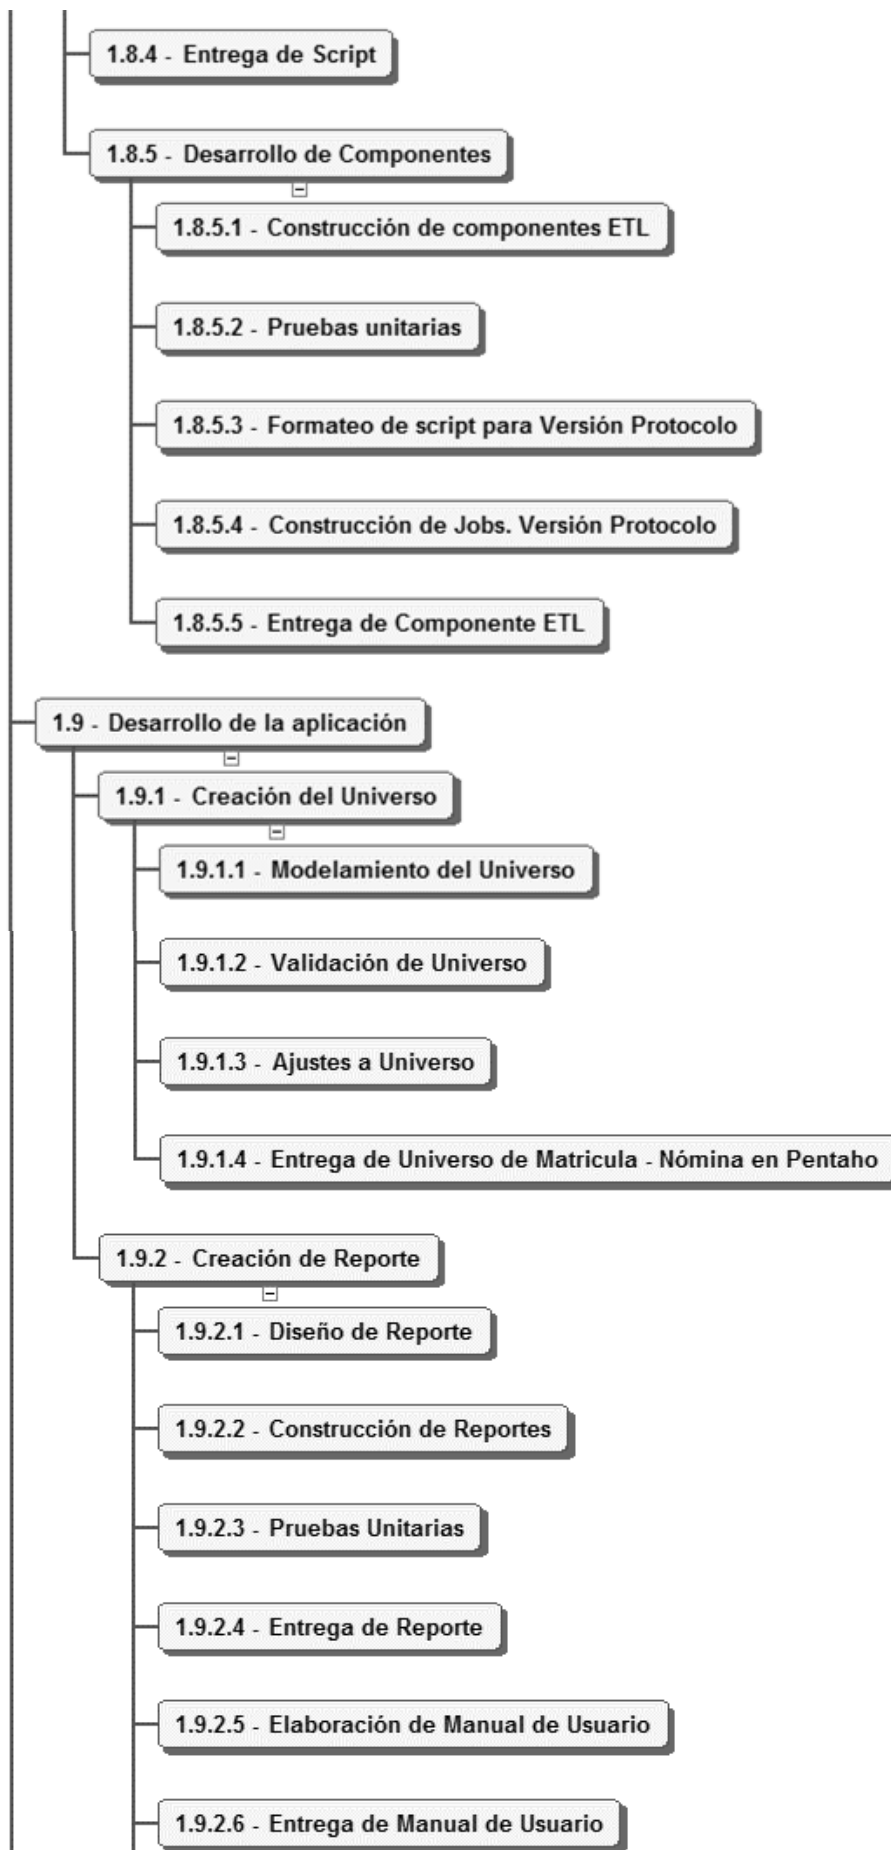 1.8.4 - Entrega de Script
1.8.5 - Desarrollo de Componentes
1.8.5.1 - Construcción de componentes ETL
1.8.5.2 - Pruebas unitarias
1.8.5.3 - Formateo de script para Versión Protocolo
1.8.5.4 - Construcción de Jobs. Versión Protocolo
1.8.5.5 - Entrega de Componente ETL
1.9 - Desarrollo de la aplicación
1.9.1 - Creación del Universo
1.9.1.1 - Modelamiento del Universo
1.9.1.2 - Validación de Universo
1.9.1.3 - Ajustes a Universo
1.9.1.4 - Entrega de Universo de Matricula - Nómina en Pentaho
1.9.2 - Creación de Reporte
1.9.2.1 - Diseño de Reporte
1.9.2.2 - Construcción de Reportes
1.9.2.3 - Pruebas Unitarias
1.9.2.4 - Entrega de Reporte
1.9.2.5 - Elaboración de Manual de Usuario
1.9.2.6 - Entrega de Manual de Usuario